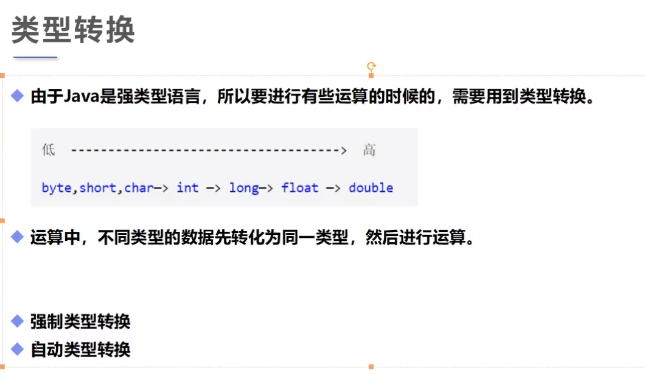 类型转换
由于Java是强类型语言，所以要进行有些运算的时候的，需要用到类型转换。
低 ------------------------------------> 高
byte,short,char—> int —> long—> float —> double
运算中，不同类型的数据先转化为同一类型，然后进行运算。
强制类型转换
自动类型转换